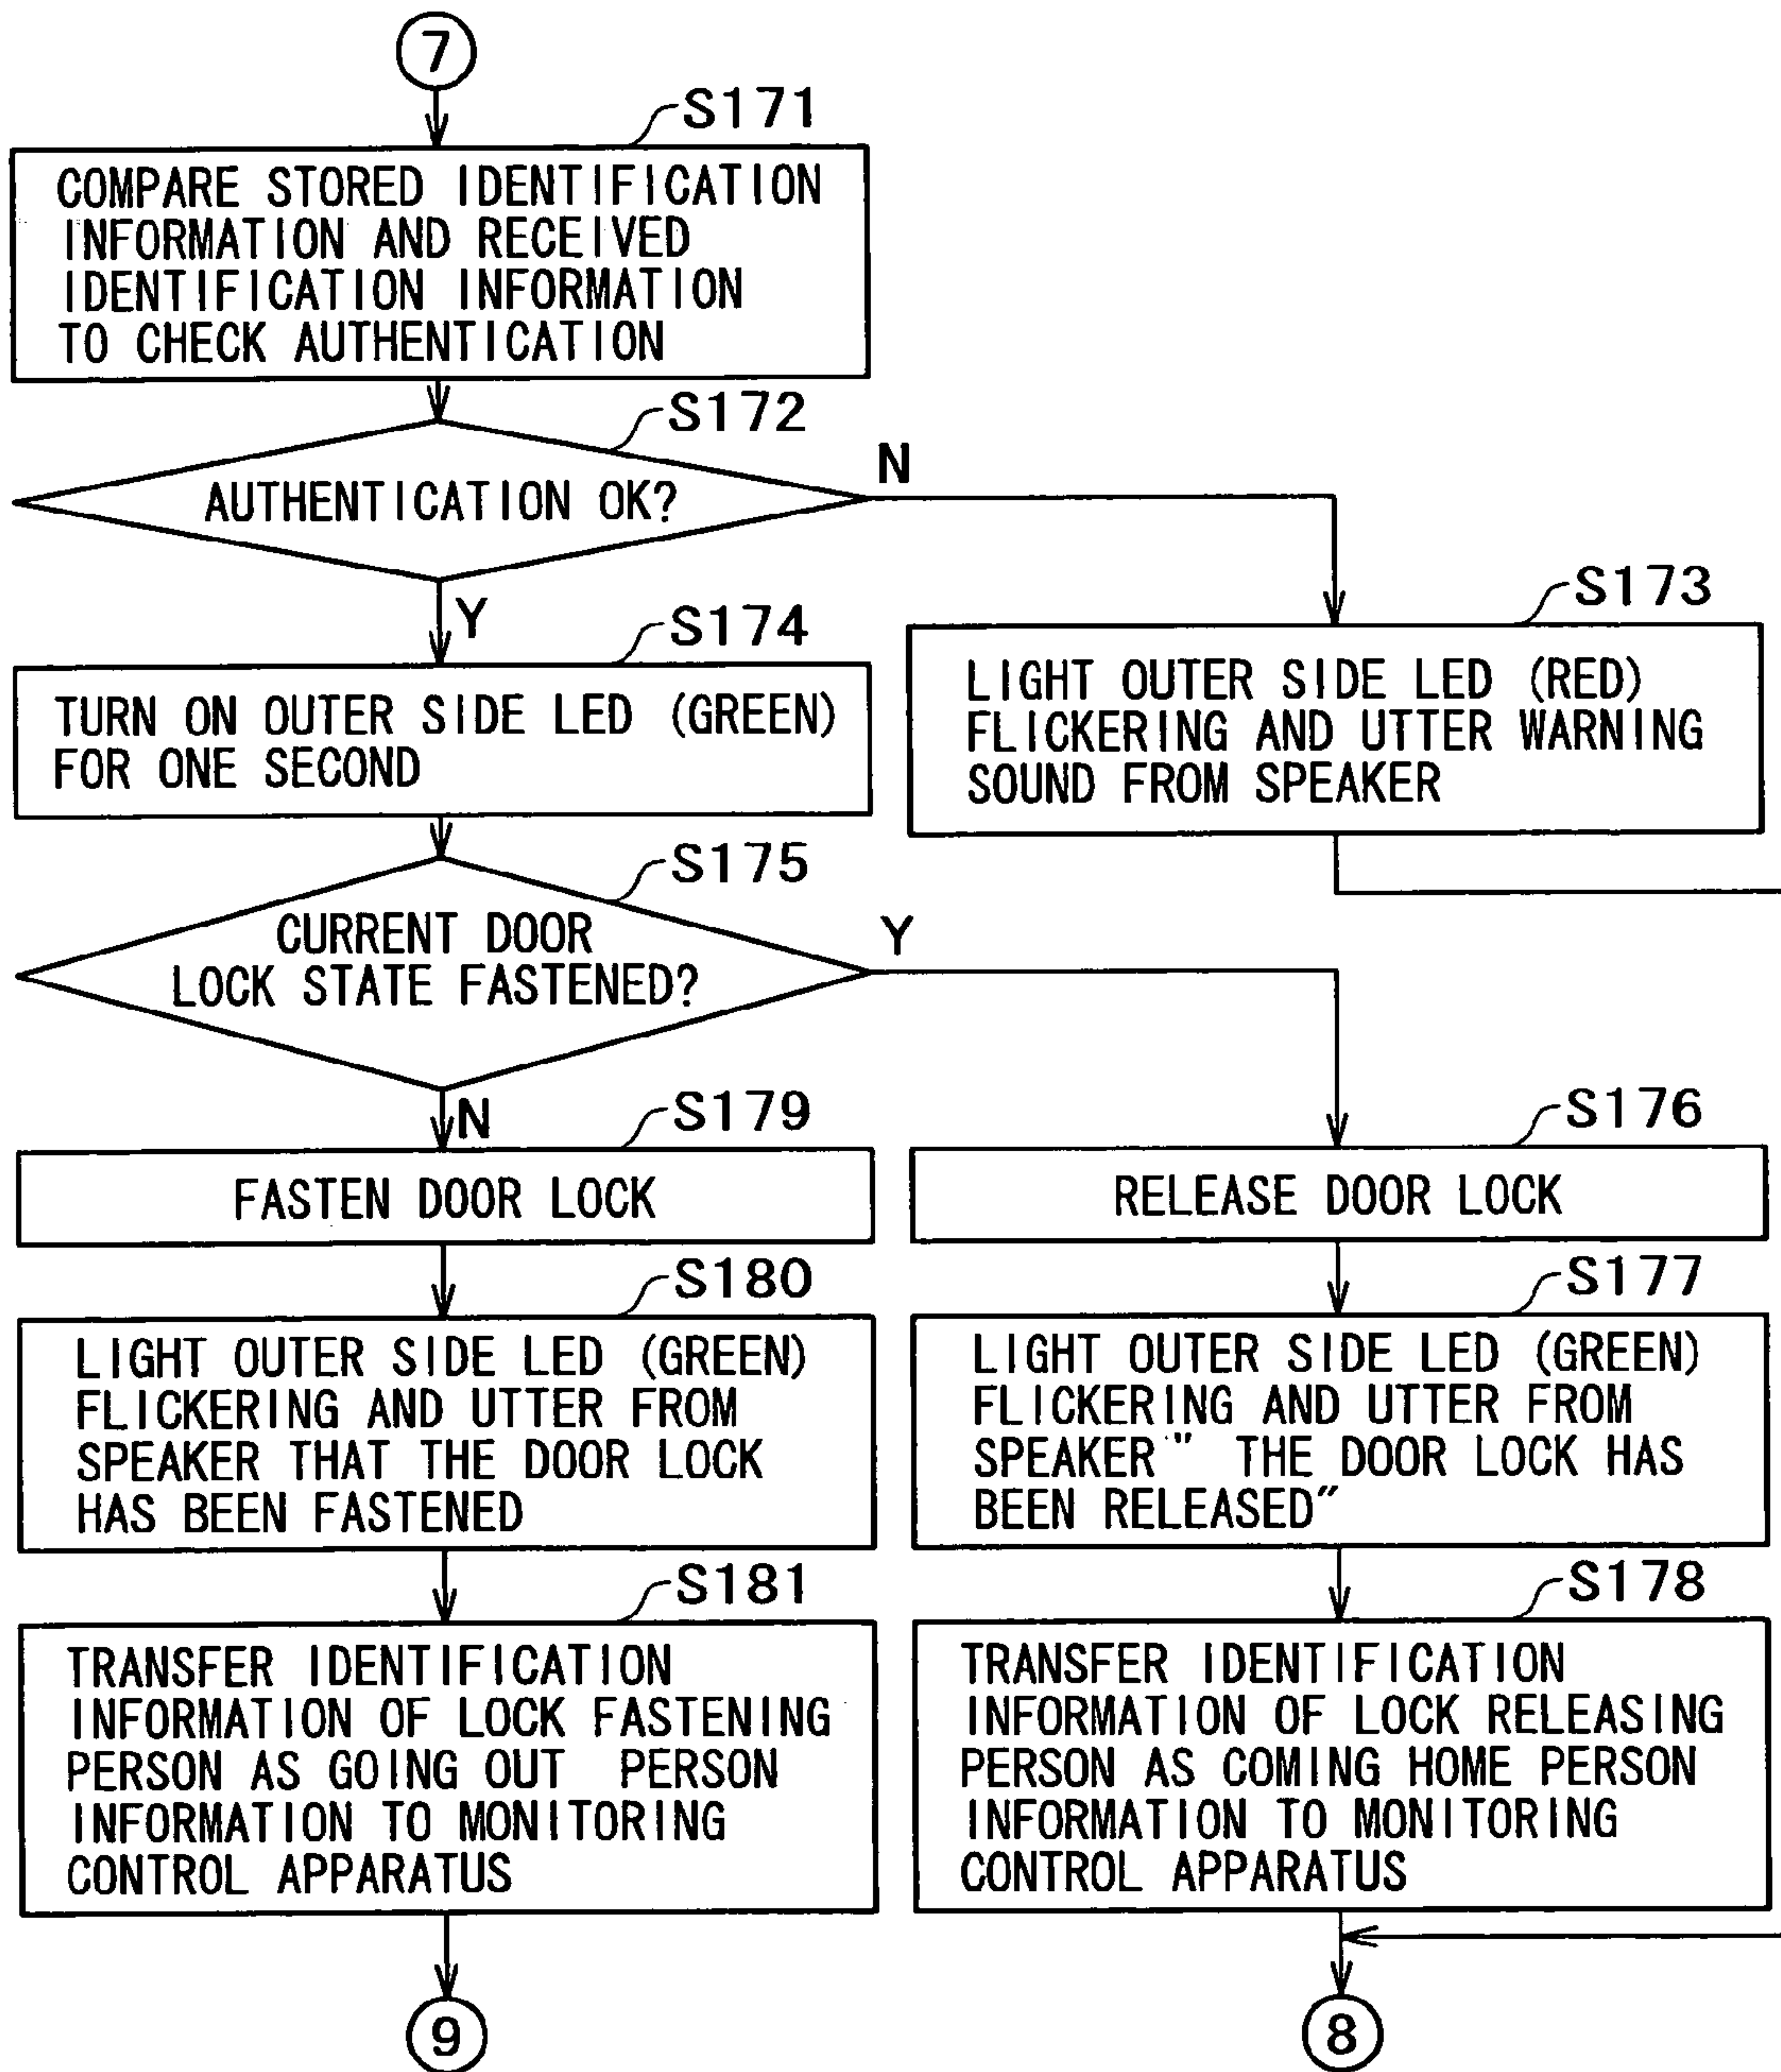 7
S171
COMPARE STORED IDENTIFICATION
INFORMATION AND RECEIVED
IDENTIFICATION INFORMATION
TO CHECK AUTHENTICATION
S172
AUTHENTICATION OK?
N
Y
S173
LIGHT OUTER SIDE LED (RED)
FLICKERING AND UTTER WARNING
SOUND FROM SPEAKER
S174
TURN ON OUTER SIDE LED (GREEN)
FOR ONE SECOND
S175
CURRENT DOOR
LOCK STATE FASTENED?
Y
N
S179
FASTEN DOOR LOCK
S176
RELEASE DOOR LOCK
S180
LIGHT OUTER SIDE LED (GREEN)
FLICKERING AND UTTER FROM
SPEAKER THAT THE DOOR LOCK
HAS BEEN FASTENED
S177
LIGHT OUTER SIDE LED (GREEN)
FLICKERING AND UTTER FROM
SPEAKER" THE DOOR LOCK HAS
BEEN RELEASED"
S181
TRANSFER IDENTIFICATION
INFORMATION OF LOCK FASTENING
PERSON AS GOING OUT PERSON
INFORMATION TO MONITORING
CONTROL APPARATUS
S178
TRANSFER IDENTIFICATION
INFORMATION OF LOCK RELEASING
PERSON AS COMING HOME PERSON
INFORMATION TO MONITORING
CONTROL APPARATUS
9
8